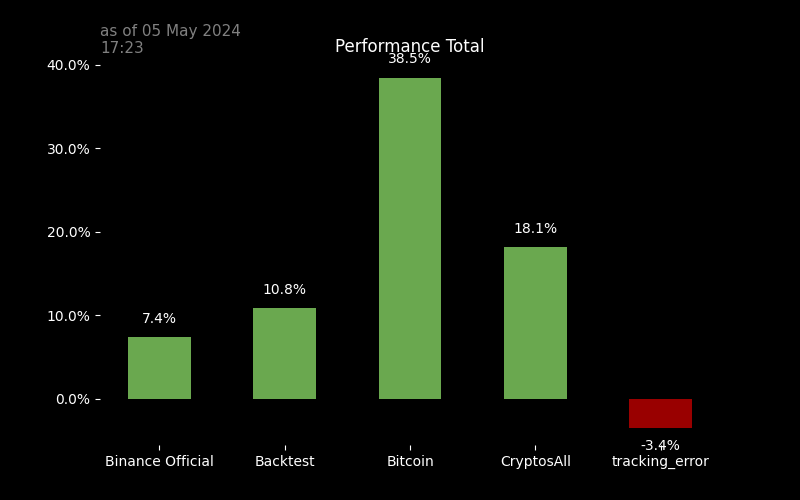 as of 05 May 2024
17:23
Performance Total
40.0%
38.5%
30.0%
20.0%
18.1%
10.0%
10.8%
7.4%
0.0%
-3.4%
Binance Official
Backtest
Bitcoin
CryptosAll
tracking_error